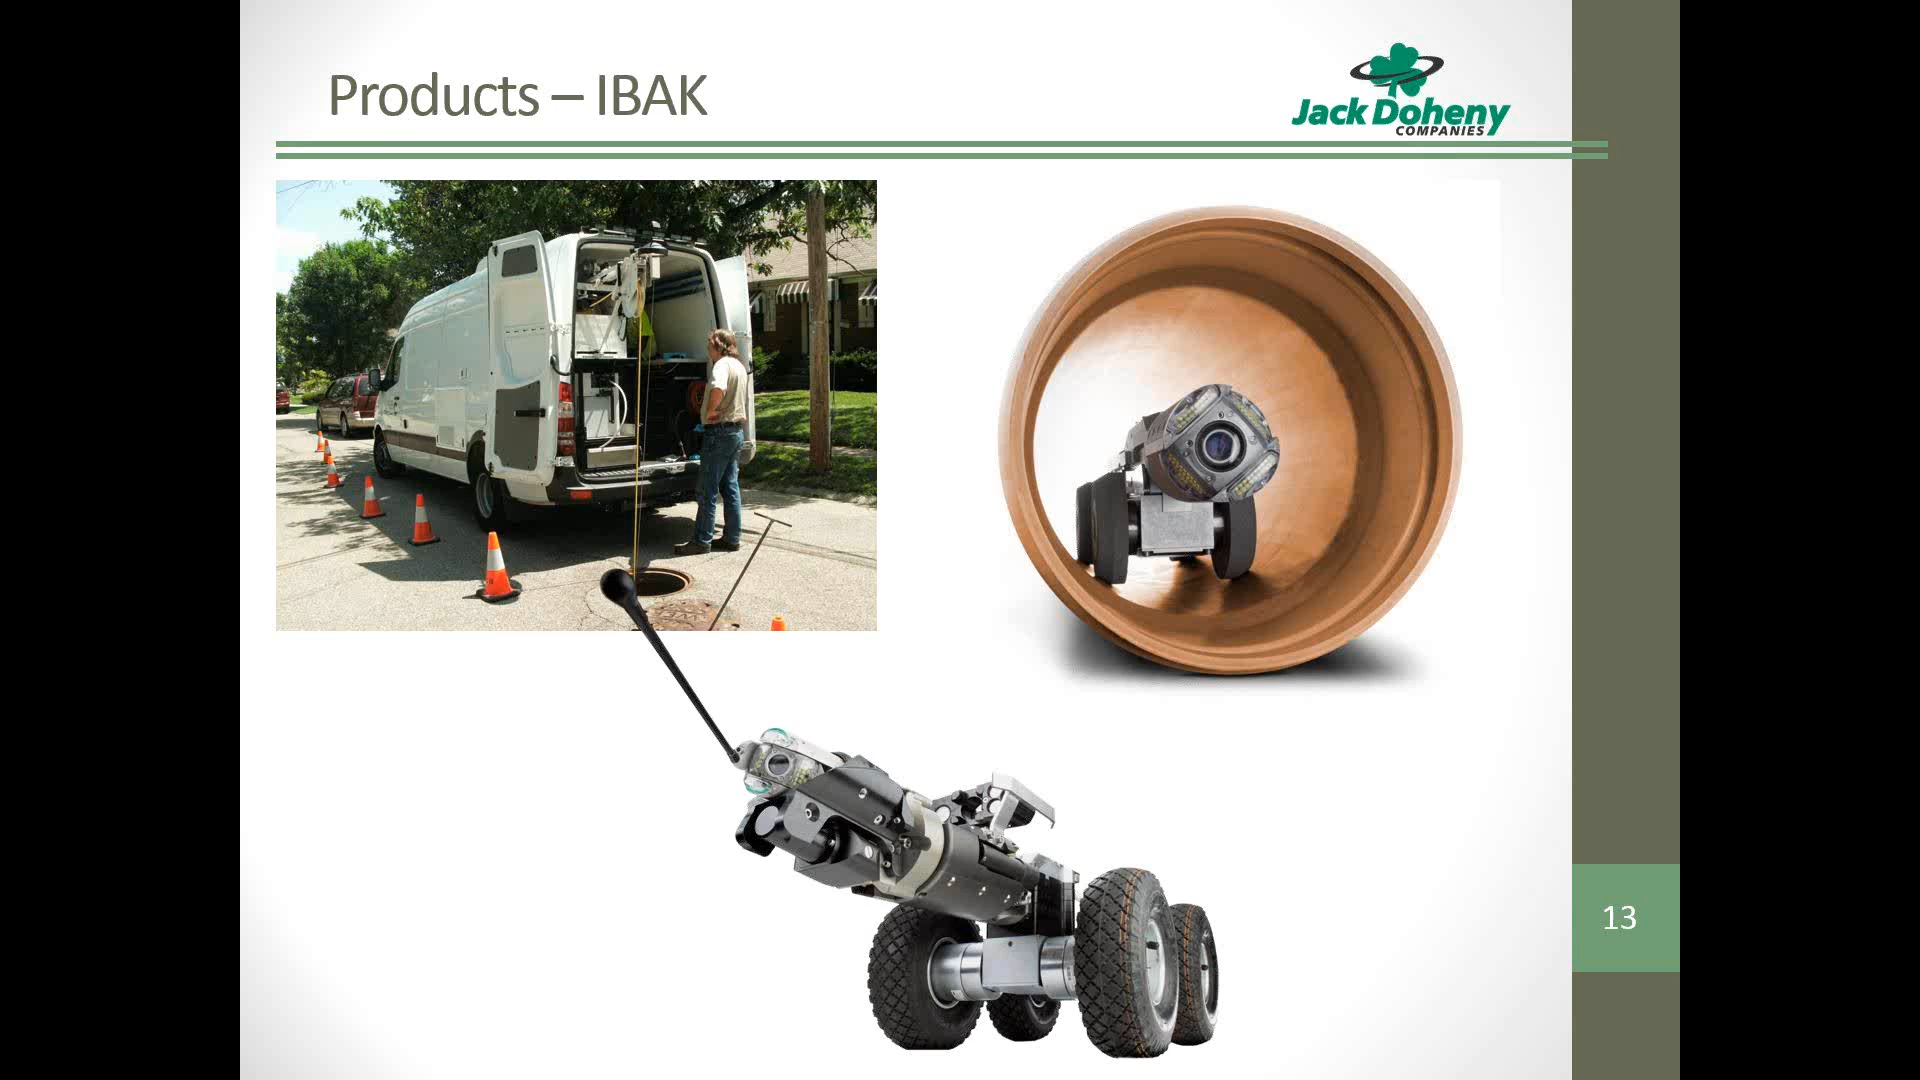 Products – IBAK
Jack Doheny
COMPANIES
13